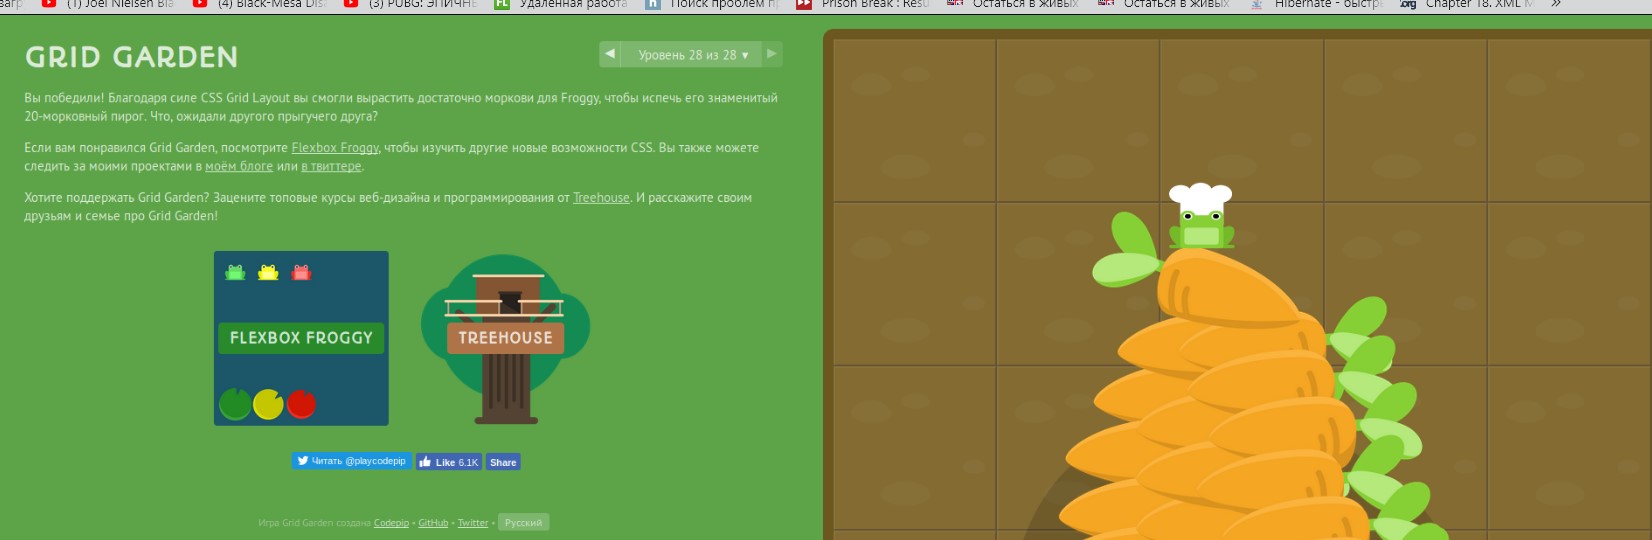 (1) Joel Nielsen
(4) Black-Mesa
(3) PUBG: ЭПИЧН
FL Удалённая работа
h Поиск проблем
Prison Break : Resu
Остаться в живых
Остаться в живых
Hibernate - быстр
.org Chapter 18. XML M
»
GRID GARDEN
◀ Уровень 28 из 28 ▾ ▶
Вы победили! Благодаря силе CSS Grid Layout вы смогли вырастить достаточно моркови для Froggy, чтобы испечь его знаменитый
20-морковный пирог. Что, ожидали другого прыгучего друга?
Если вам понравился Grid Garden, посмотрите Flexbox Froggy, чтобы изучить другие новые возможности CSS. Вы также можете
следить за моими проектами в моём блоге или в твиттере.
Хотите поддержать Grid Garden? Зацените топовые курсы веб-дизайна и программирования от Treehouse. И расскажите своим
друзьям и семье про Grid Garden!
FLEXBOX FROGGY
TREEHOUSE
Читать @playcodepip
Like 6.1K
Share
Игра Grid Garden создана Codepip • GitHub • Twitter • Русский